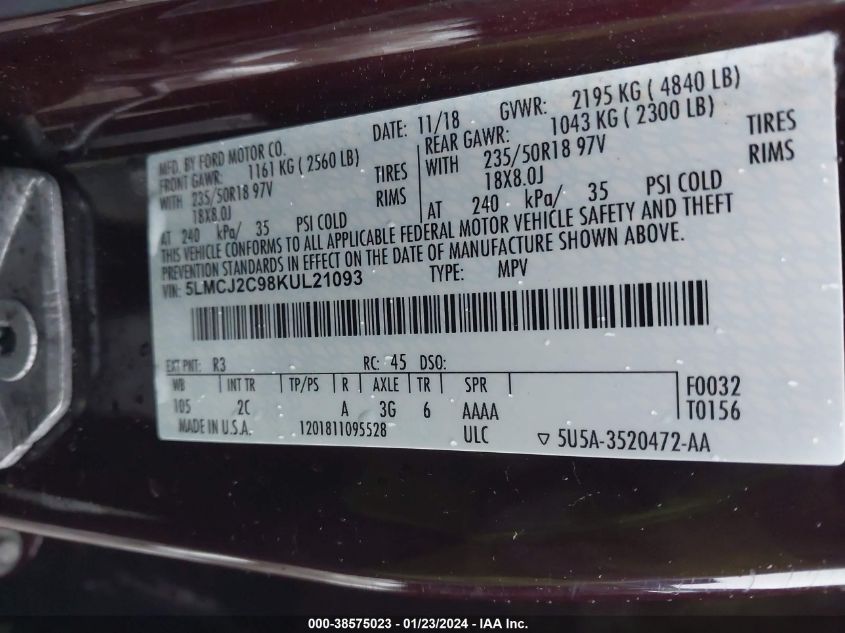 MFD. BY FORD MOTOR CO.
DATE: 11/18 GVWR: 2195 KG ( 4840 LB)
FRONT GAWR: 1161 KG ( 2560 LB) REAR GAWR: 1043 KG ( 2300 LB)
WITH 235/50R18 97V TIRES WITH 235/50R18 97V TIRES
18X8.0J RIMS 18X8.0J RIMS
AT 240 kPa/ 35 PSI COLD AT 240 kPa/ 35 PSI COLD
THIS VEHICLE CONFORMS TO ALL APPLICABLE FEDERAL MOTOR VEHICLE SAFETY AND THEFT
PREVENTION STANDARDS IN EFFECT ON THE DATE OF MANUFACTURE SHOWN ABOVE.
VIN: 5LMCJ2C98KUL21093 TYPE: MPV
EXT PNT: R3 RC: 45 DSO:
WB INT TR TP/PS R AXLE TR SPR F0032
105 2C A 3G 6 AAAA T0156
MADE IN U.S.A. 1201811095528 ULC ▽ 5U5A-3520472-AA
000-38575023 - 01/23/2024 - IAA Inc.